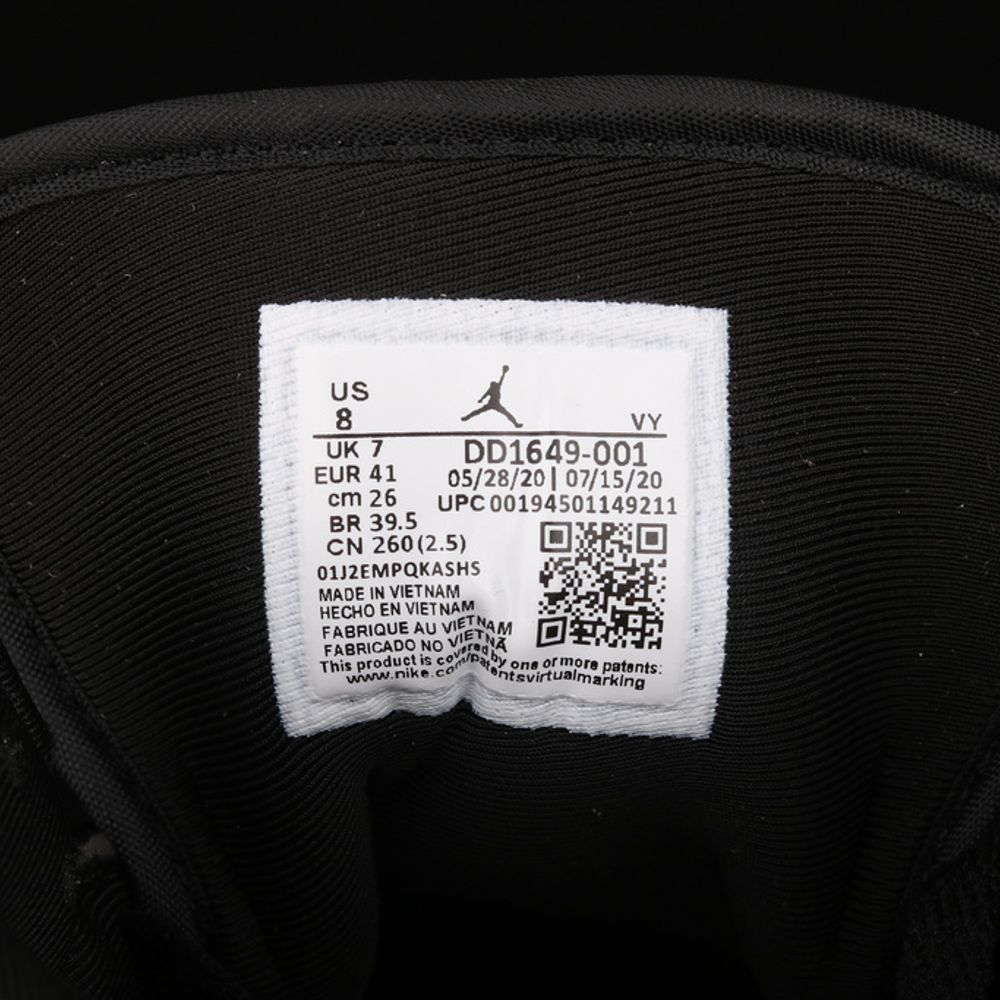 US
8
VY
UK 7
DD1649-001
EUR 41
05/28/20 | 07/15/20
cm 26
UPC 00194501149211
BR 39.5
CN 260 (2.5)
01J2EMPQKASHS
MADE IN VIETNAM
HECHO EN VIETNAM
FABRIQUE AU VIETNAM
FABRICADO NO VIETNÃ
This product is covered by one or more patents:
www.nike.com/patentsvirtualmarking